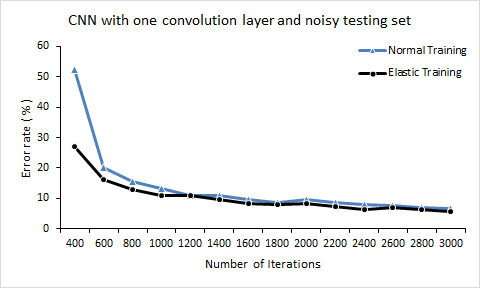 CNN with one convolution layer and noisy testing set
Normal Training
Elastic Training
Error rate ( % )
60
50
40
30
20
10
0
400 600 800 1000 1200 1400 1600 1800 2000 2200 2400 2600 2800 3000
Number of Iterations